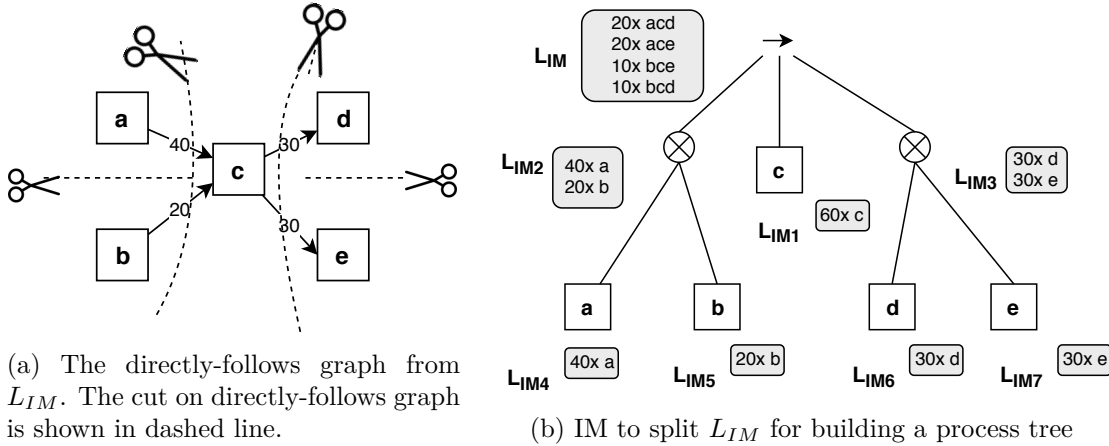 a
d
40
30
c
20
30
b
e
(a) The directly-follows graph from
L_IM. The cut on directly-follows graph
is shown in dashed line.
L_IM
20x acd
20x ace
10x bce
10x bcd
L_IM2
40x a
20x b
c
L_IM3
30x d
30x e
L_IM1
60x c
a
b
d
e
L_IM4
40x a
L_IM5
20x b
L_IM6
30x d
L_IM7
30x e
(b) IM to split L_IM for building a process tree